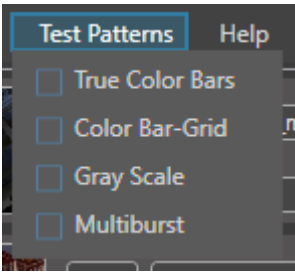 Test Patterns Help
True Color Bars
Color Bar-Grid
Gray Scale
Multiburst